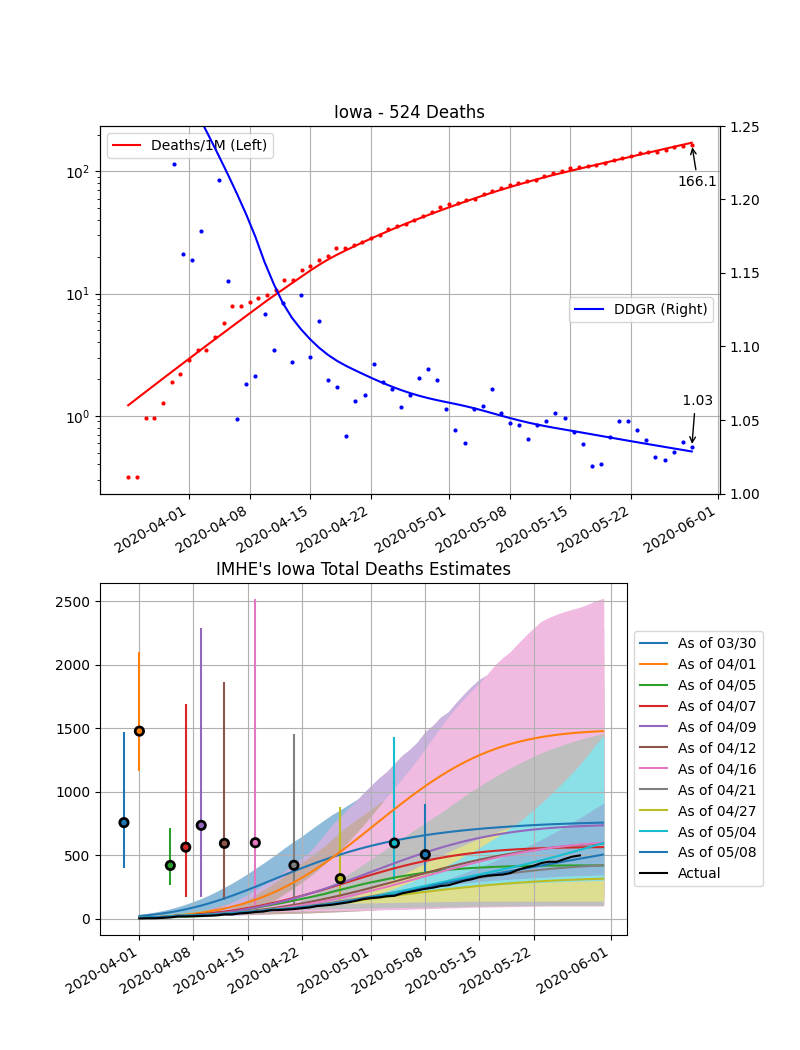 Iowa - 524 Deaths
Deaths/1M (Left)
DDGR (Right)
166.1
1.03
10²
10¹
10⁰
1.25
1.20
1.15
1.10
1.05
1.00
2020-04-01
2020-04-08
2020-04-15
2020-04-22
2020-05-01
2020-05-08
2020-05-15
2020-05-22
2020-06-01
IMHE's Iowa Total Deaths Estimates
2500
2000
1500
1000
500
0
2020-04-01
2020-04-08
2020-04-15
2020-04-22
2020-05-01
2020-05-08
2020-05-15
2020-05-22
2020-06-01
As of 03/30
As of 04/01
As of 04/05
As of 04/07
As of 04/09
As of 04/12
As of 04/16
As of 04/21
As of 04/27
As of 05/04
As of 05/08
Actual